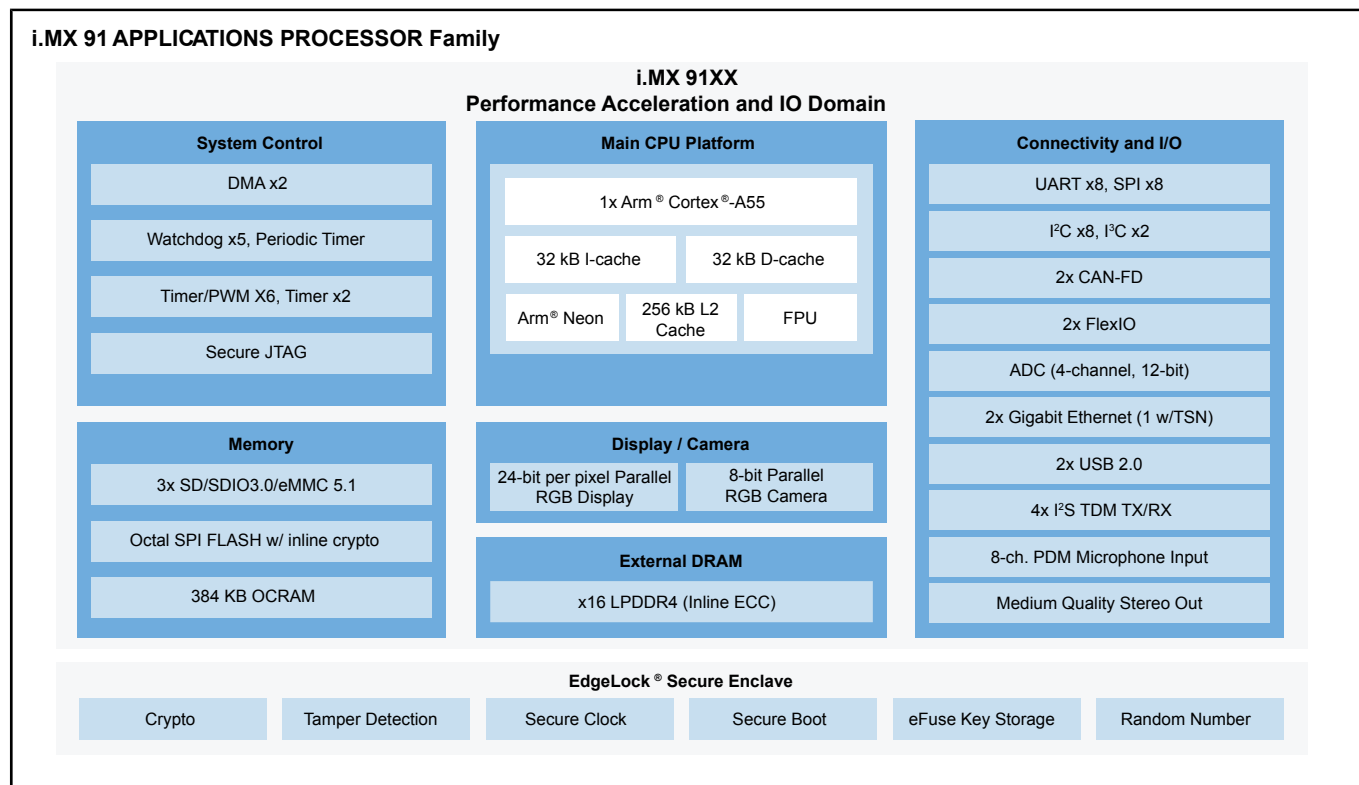 i.MX 91 APPLICATIONS PROCESSOR Family
i.MX 91XX
Performance Acceleration and IO Domain
System Control
DMA x2
Watchdog x5, Periodic Timer
Timer/PWM X6, Timer x2
Secure JTAG
Memory
3x SD/SDIO3.0/eMMC 5.1
Octal SPI FLASH w/ inline crypto
384 KB OCRAM
Main CPU Platform
1x Arm® Cortex®-A55
32 kB I-cache
32 kB D-cache
Arm® Neon
256 kB L2
Cache
FPU
Display / Camera
24-bit per pixel Parallel
RGB Display
8-bit Parallel
RGB Camera
External DRAM
x16 LPDDR4 (Inline ECC)
Connectivity and I/O
UART x8, SPI x8
I²C x8, I³C x2
2x CAN-FD
2x FlexIO
ADC (4-channel, 12-bit)
2x Gigabit Ethernet (1 w/TSN)
2x USB 2.0
4x I²S TDM TX/RX
8-ch. PDM Microphone Input
Medium Quality Stereo Out
EdgeLock® Secure Enclave
Crypto
Tamper Detection
Secure Clock
Secure Boot
eFuse Key Storage
Random Number